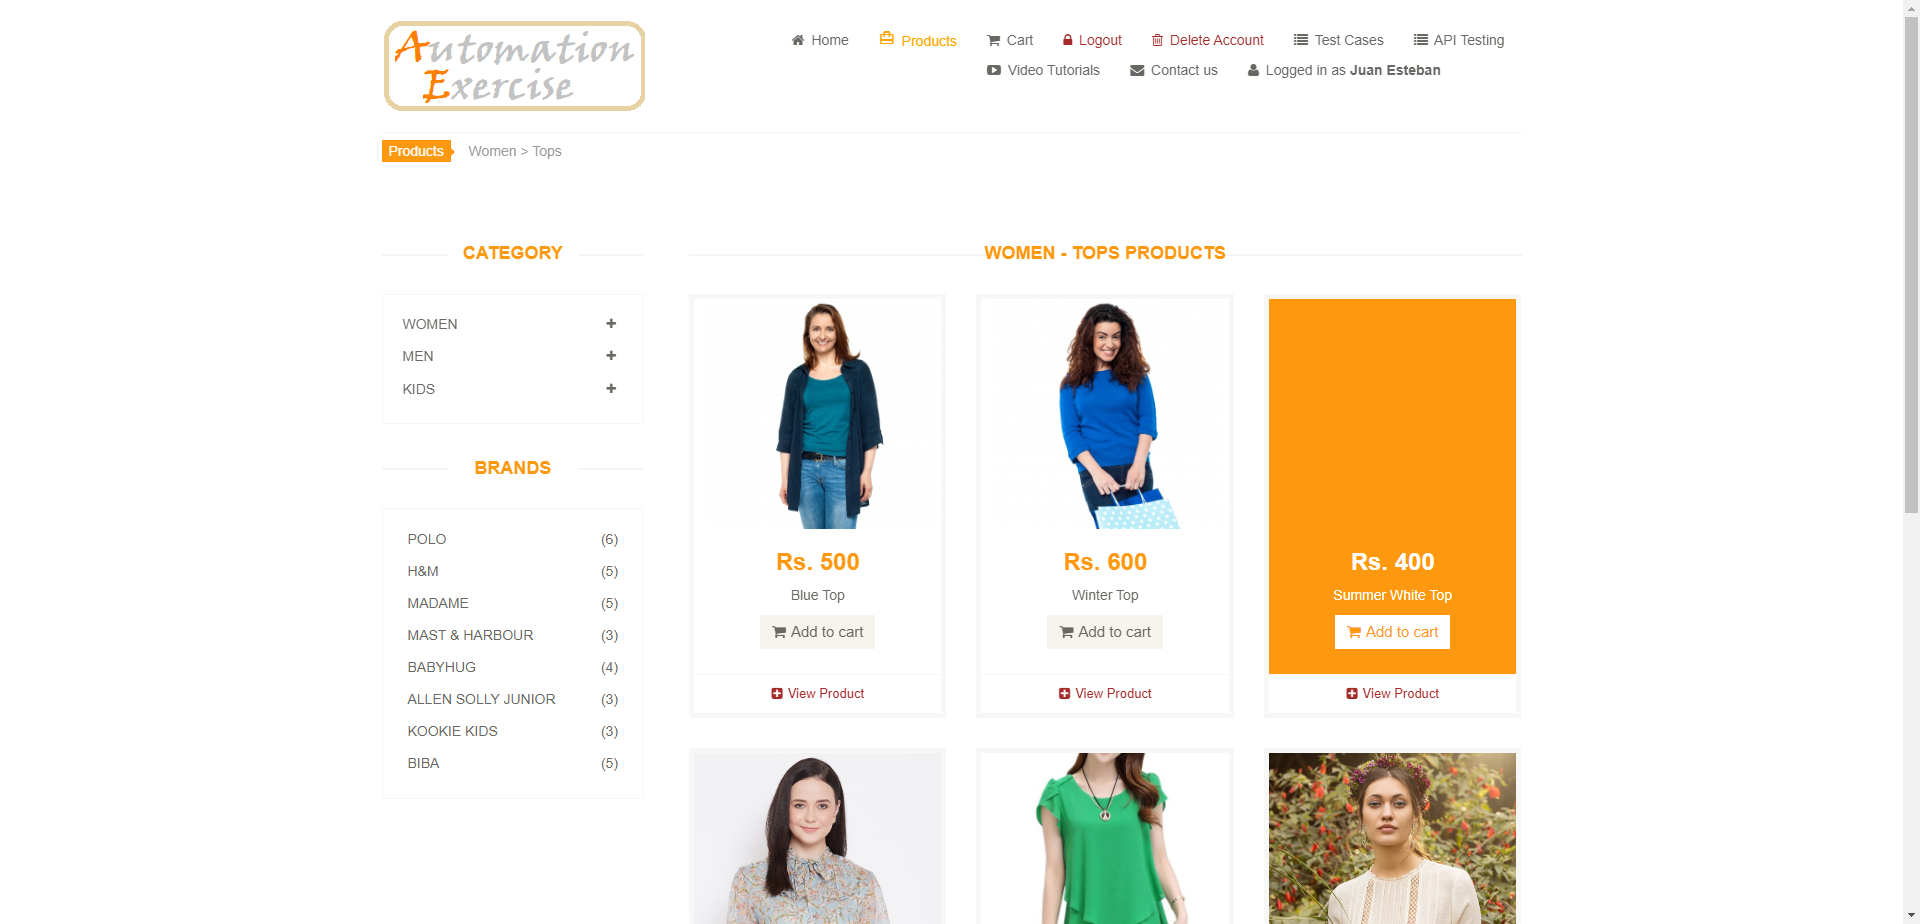 Automation
Exercise
Home
Products
Cart
Logout
Delete Account
Test Cases
API Testing
Video Tutorials
Contact us
Logged in as Juan Esteban
Products
Women > Tops
CATEGORY
WOMEN
MEN
KIDS
BRANDS
POLO (6)
H&M (5)
MADAME (5)
MAST & HARBOUR (3)
BABYHUG (4)
ALLEN SOLLY JUNIOR (3)
KOOKIE KIDS (3)
BIBA (5)
WOMEN - TOPS PRODUCTS
Rs. 500
Blue Top
Add to cart
View Product
Rs. 600
Winter Top
Add to cart
View Product
Rs. 400
Summer White Top
Add to cart
View Product